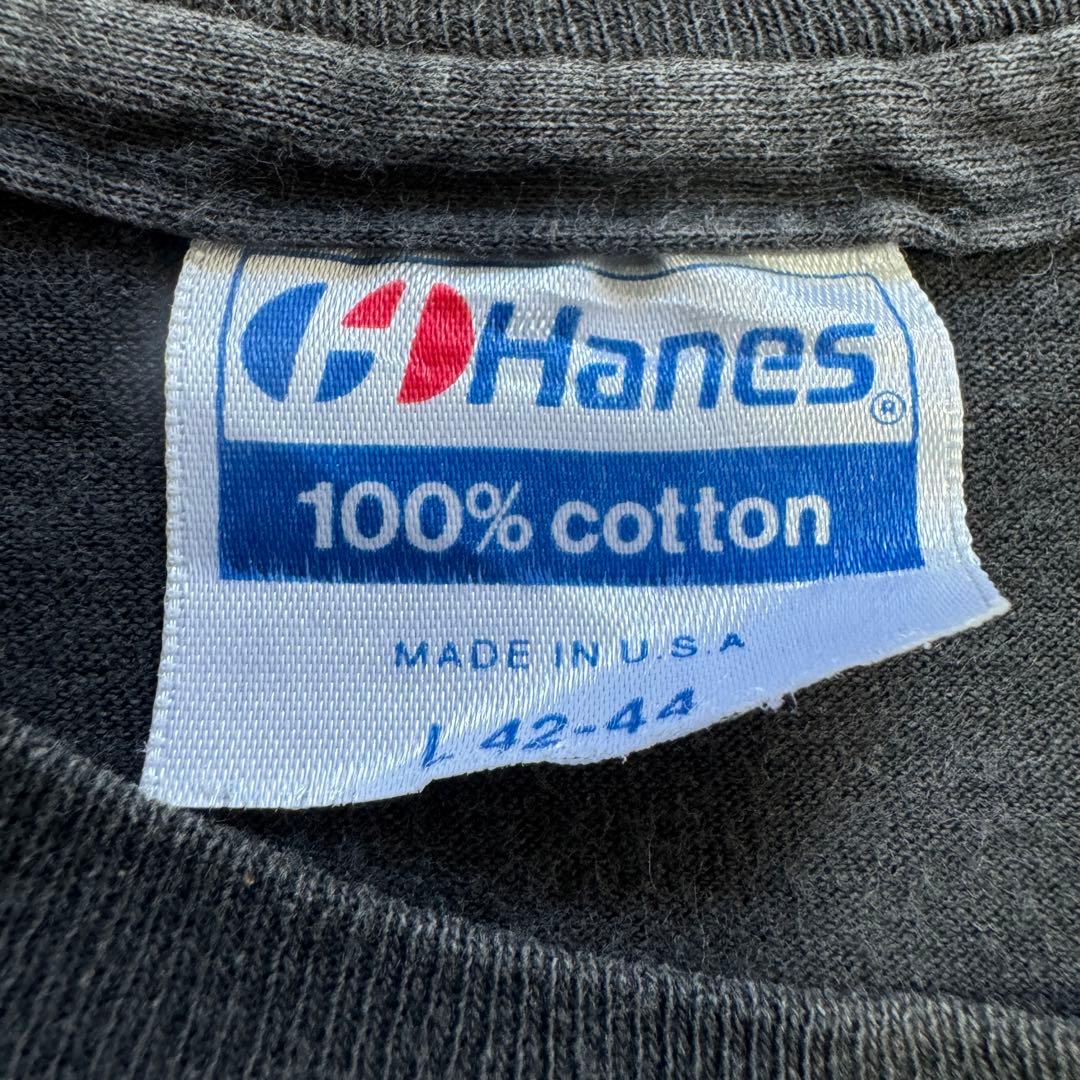 Hanes®
100% cotton
MADE IN U.S.A
L 42-44